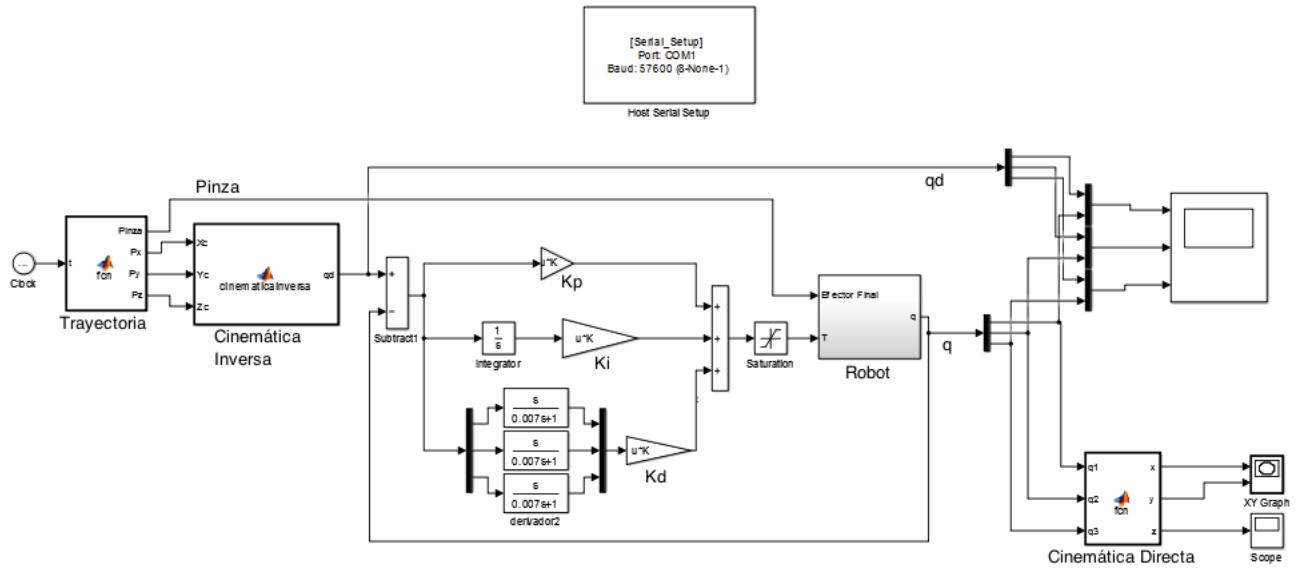 [Serial_Setup]
Port: COM1
Baud: 57600 (8-None-1)
Host Serial Setup
Pinza
qd
Clock
t
fcn
Pinza
Px
Py
Pz
Trayectoria
Xc
Yc
Zc
cinematicaInversa
qd
Cinemática
Inversa
+
−
Subtract1
u*K
Kp
1
s
Integrator
u*K
Ki
s
0.007s+1
s
0.007s+1
s
0.007s+1
derivador2
u*K
Kd
+
+
+
Saturation
Efector Final
T
q
Robot
q
q1
q2
q3
fcn
x
y
z
Cinemática Directa
XY Graph
Scope